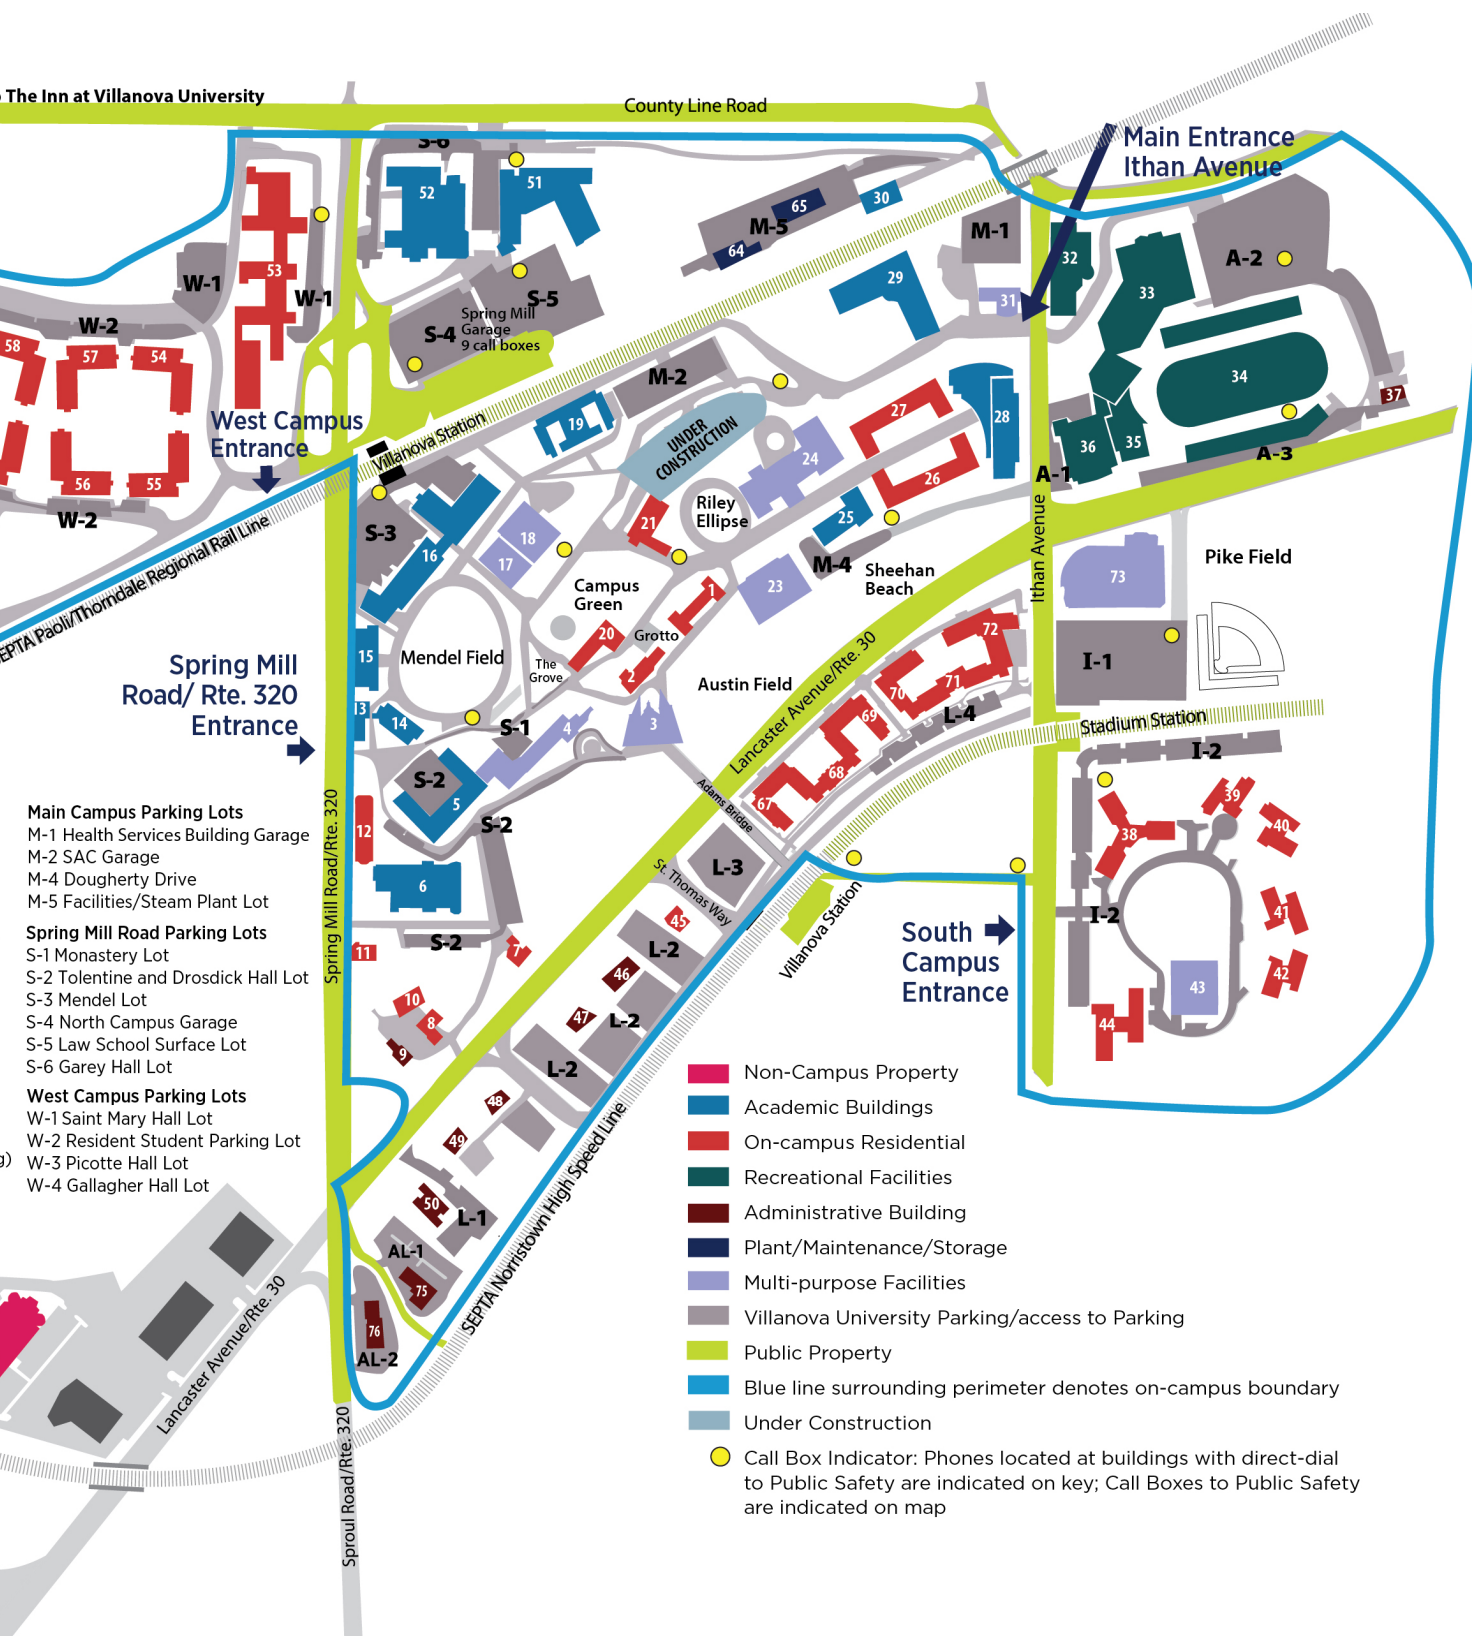 The Inn at Villanova University
County Line Road
Main Entrance
Ithan Avenue
S-6
52
51
65
30
M-5
64
M-1
32
A-2
53
W-1
W-1
29
31
33
S-5
Spring Mill
Garage
9 call boxes
S-4
W-2
58
57
54
M-2
34
37
West Campus
Entrance
Villanova Station
19
UNDER
CONSTRUCTION
27
28
36
35
A-3
24
26
A-1
56
55
W-2
Riley
Ellipse
25
21
S-3
18
17
16
M-4
Sheehan
Beach
Ithan Avenue
73
Pike Field
SEPTA Paoli/Thorndale Regional Rail Line
Campus
Green
23
1
20
Grotto
2
The
Grove
Mendel Field
15
72
71
70
69
68
67
L-4
I-1
Spring Mill
Road/ Rte. 320
Entrance
Austin Field
Lancaster Avenue/Rte. 30
13
14
S-1
4
3
Stadium Station
I-2
S-2
5
S-2
Adams Bridge
12
39
40
38
Main Campus Parking Lots
M-1 Health Services Building Garage
M-2 SAC Garage
M-4 Dougherty Drive
M-5 Facilities/Steam Plant Lot
Spring Mill Road/Rte. 320
6
L-3
St. Thomas Way
Villanova Station
I-2
41
42
43
44
South
Campus
Entrance
Spring Mill Road Parking Lots
S-1 Monastery Lot
S-2 Tolentine and Drosdick Hall Lot
S-3 Mendel Lot
S-4 North Campus Garage
S-5 Law School Surface Lot
S-6 Garey Hall Lot
S-2
11
7
45
L-2
46
10
8
9
47
L-2
L-2
West Campus Parking Lots
W-1 Saint Mary Hall Lot
W-2 Resident Student Parking Lot
g) W-3 Picotte Hall Lot
W-4 Gallagher Hall Lot
48
49
50
L-1
AL-1
75
76
AL-2
SEPTA Norristown High Speed Line
Lancaster Avenue/Rte. 30
Sproul Road/Rte. 320
Non-Campus Property
Academic Buildings
On-campus Residential
Recreational Facilities
Administrative Building
Plant/Maintenance/Storage
Multi-purpose Facilities
Villanova University Parking/access to Parking
Public Property
Blue line surrounding perimeter denotes on-campus boundary
Under Construction
Call Box Indicator: Phones located at buildings with direct-dial
to Public Safety are indicated on key; Call Boxes to Public Safety
are indicated on map